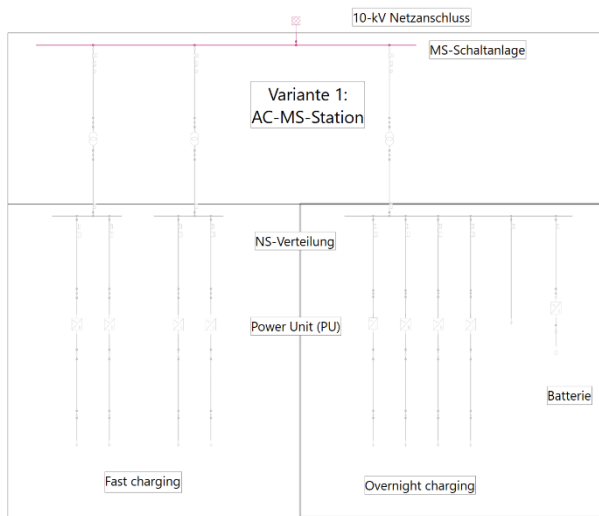 10-kV Netzanschluss
MS-Schaltanlage
Variante 1:
AC-MS-Station
NS-Verteilung
Power Unit (PU)
Batterie
Fast charging
Overnight charging